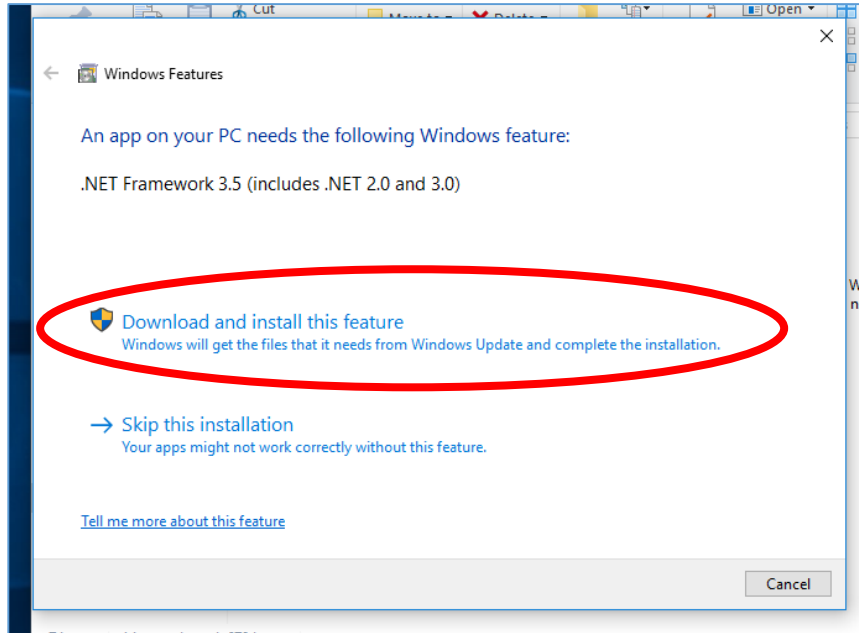 Cut
Open
Windows Features
An app on your PC needs the following Windows feature:
.NET Framework 3.5 (includes .NET 2.0 and 3.0)
Download and install this feature
Windows will get the files that it needs from Windows Update and complete the installation.
Skip this installation
Your apps might not work correctly without this feature.
Tell me more about this feature
Cancel